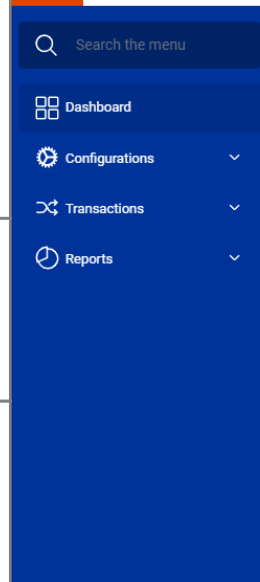 Search the menu
Dashboard
Configurations
Transactions
Reports